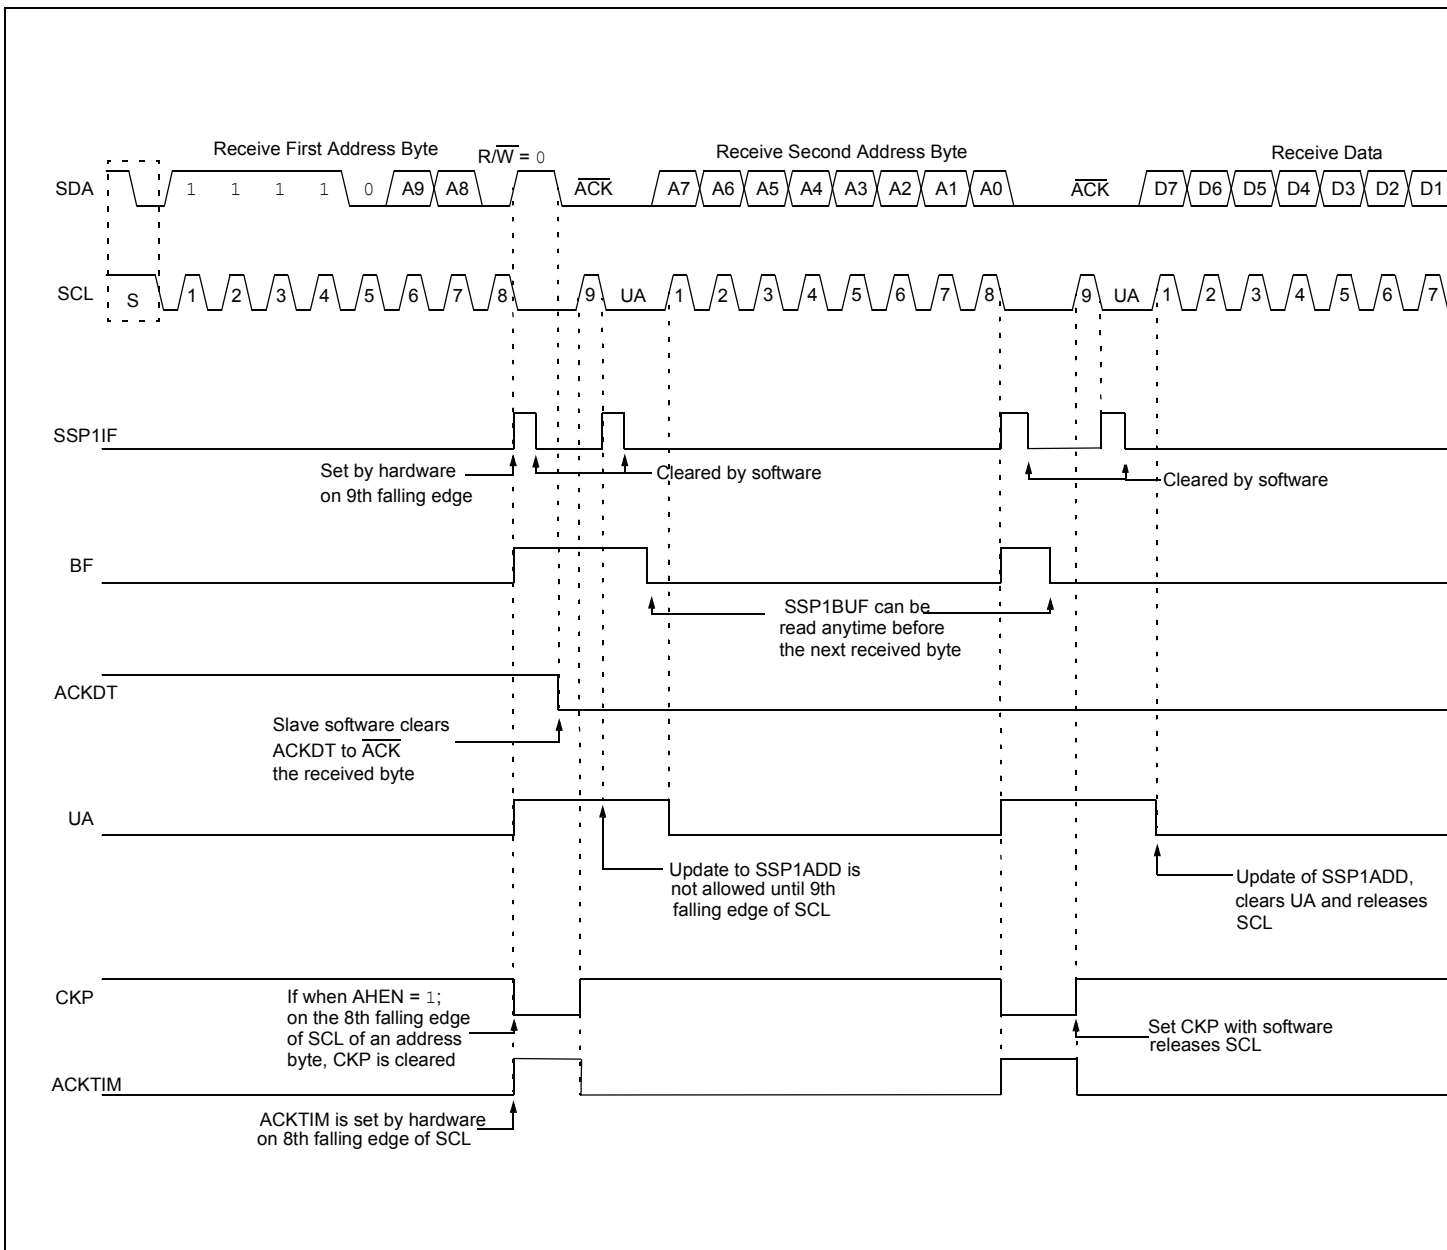 Receive First Address Byte
R/W = 0
Receive Second Address Byte
Receive Data
SDA
1 1 1 1 0 A9 A8
ACK
A7 A6 A5 A4 A3 A2 A1 A0
ACK
D7 D6 D5 D4 D3 D2 D1
SCL
S
1 2 3 4 5 6 7 8 9 UA 1 2 3 4 5 6 7 8 9 UA 1 2 3 4 5 6 7
SSP1IF
Set by hardware
on 9th falling edge
Cleared by software
Cleared by software
BF
SSP1BUF can be
read anytime before
the next received byte
ACKDT
Slave software clears
ACKDT to ACK
the received byte
UA
Update to SSP1ADD is
not allowed until 9th
falling edge of SCL
Update of SSP1ADD,
clears UA and releases
SCL
CKP
If when AHEN = 1;
on the 8th falling edge
of SCL of an address
byte, CKP is cleared
Set CKP with software
releases SCL
ACKTIM
ACKTIM is set by hardware
on 8th falling edge of SCL